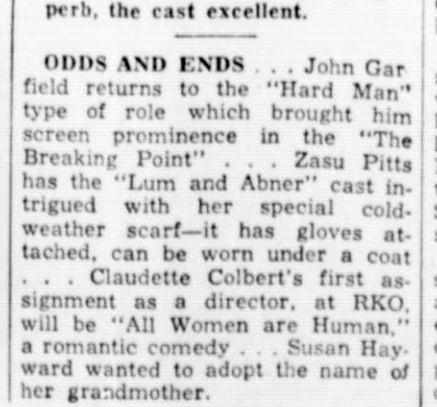 perb, the cast excellent.
ODDS AND ENDS . . . John Gar
field returns to the "Hard Man"
type of role which brought him
screen prominence in the "The
Breaking Point" . . . Zasu Pitts
has the "Lum and Abner" cast in-
trigued with her special cold-
weather scarf—it has gloves at-
tached, can be worn under a coat
. . . Claudette Colbert's first as-
signment as a director, at RKO,
will be "All Women are Human,"
a romantic comedy . . . Susan Hay-
ward wanted to adopt the name of
her grandmother.